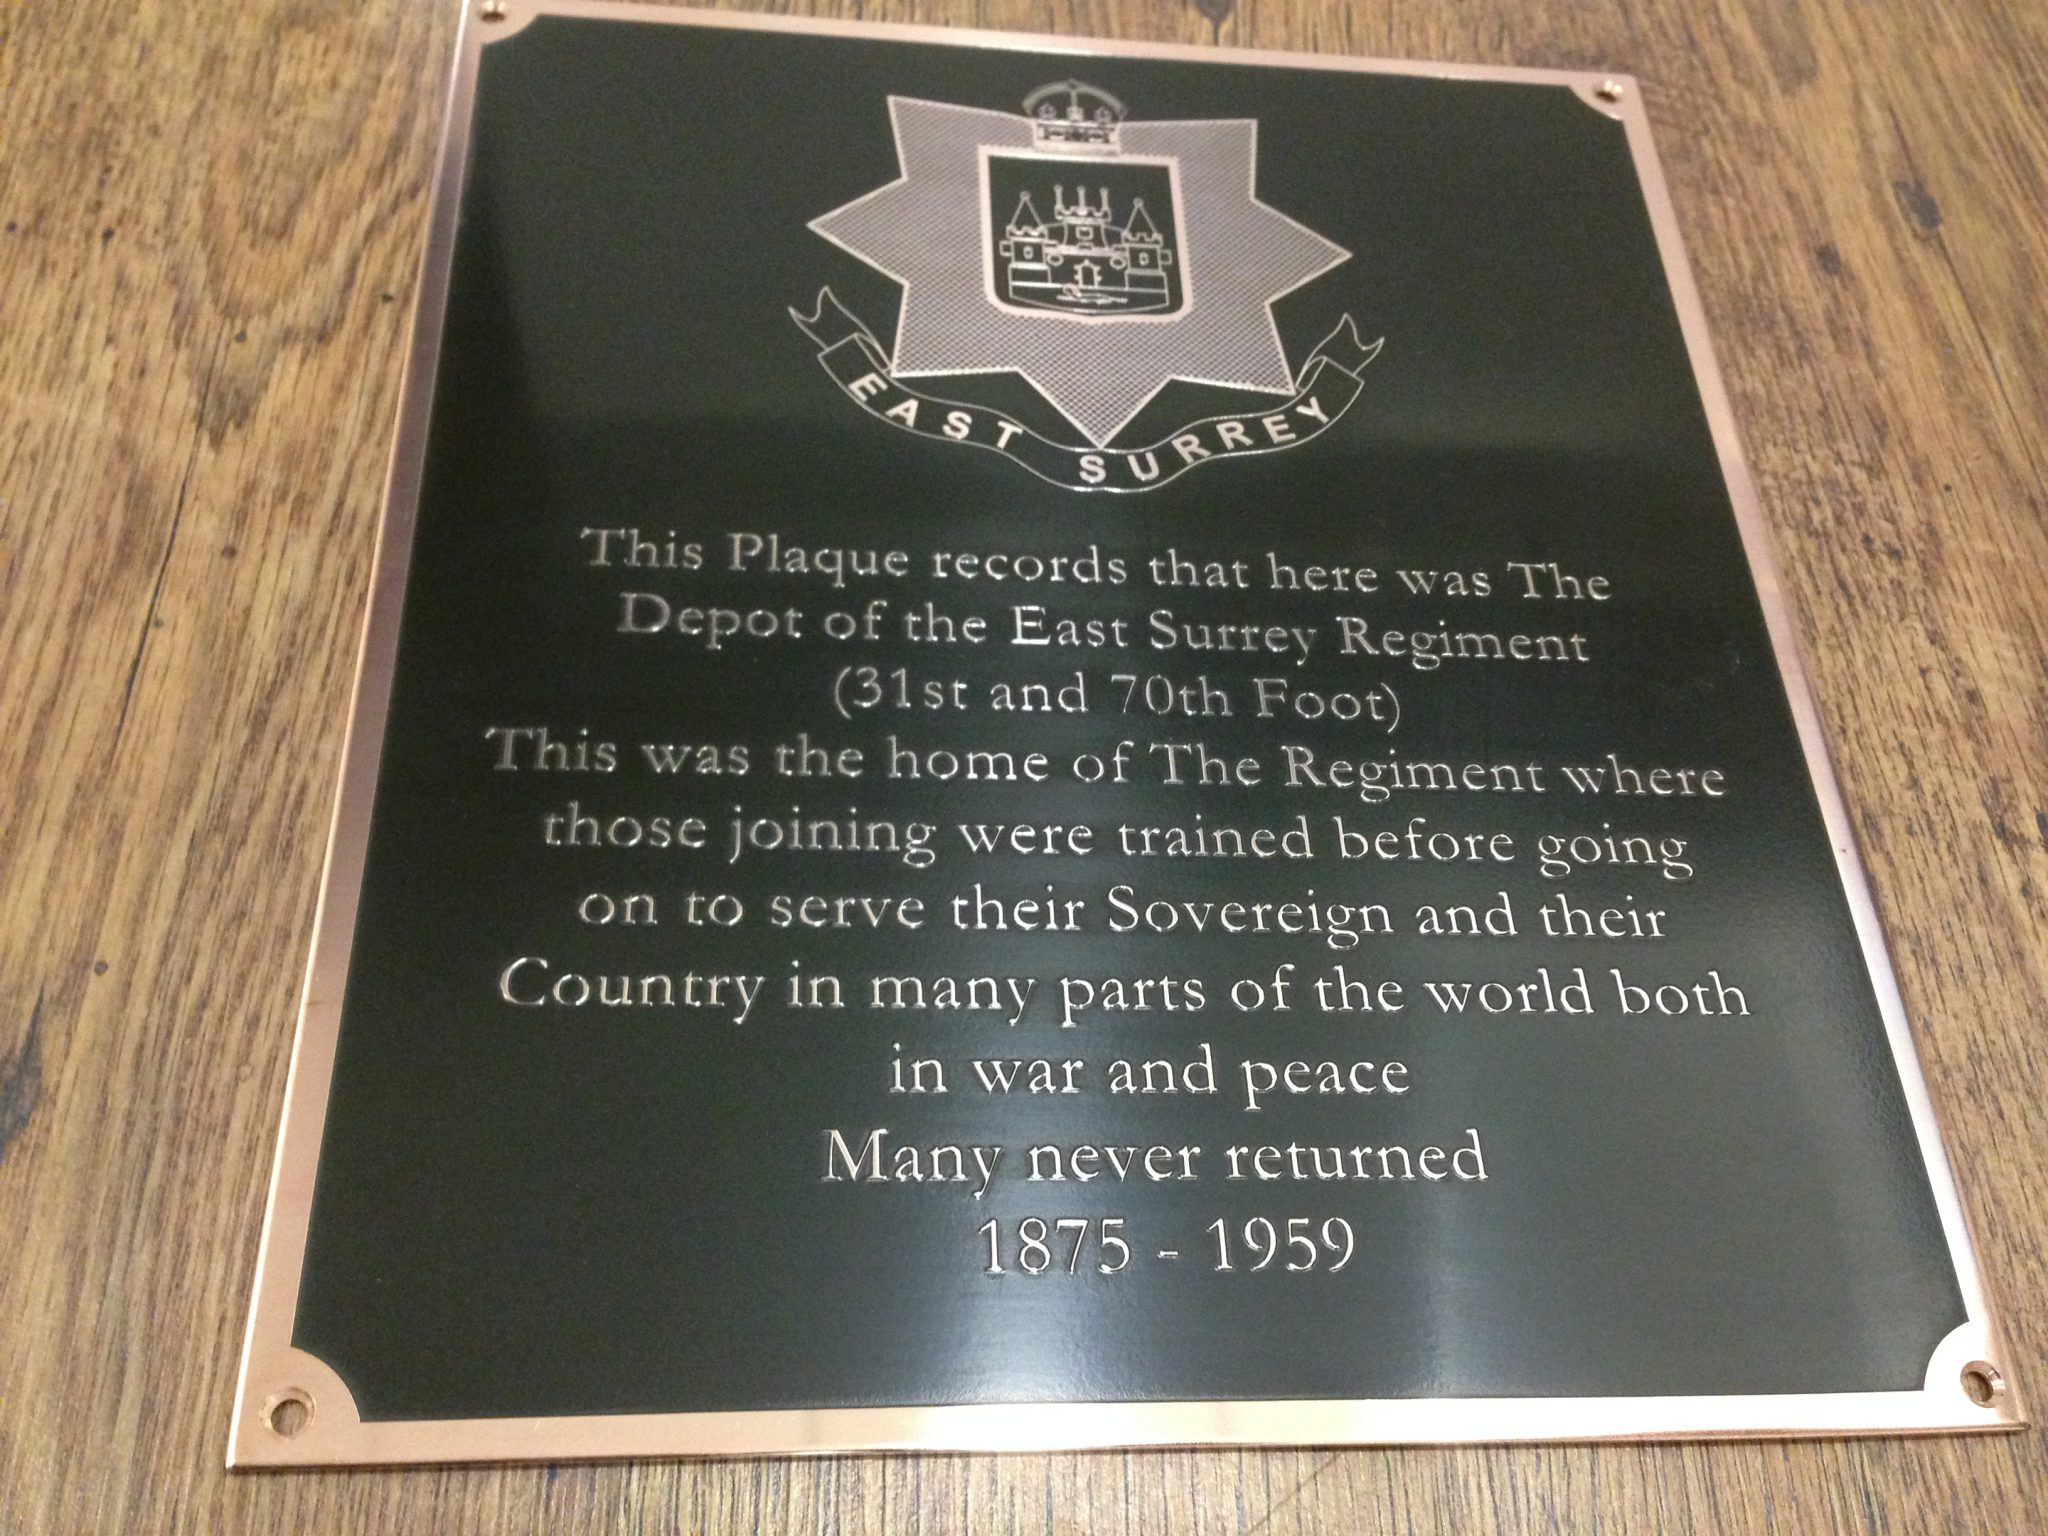 EAST SURREY
This Plaque records that here was The
Depot of the East Surrey Regiment
(31st and 70th Foot)
This was the home of The Regiment where
those joining were trained before going
on to serve their Sovereign and their
Country in many parts of the world both
in war and peace
Many never returned
1875 - 1959